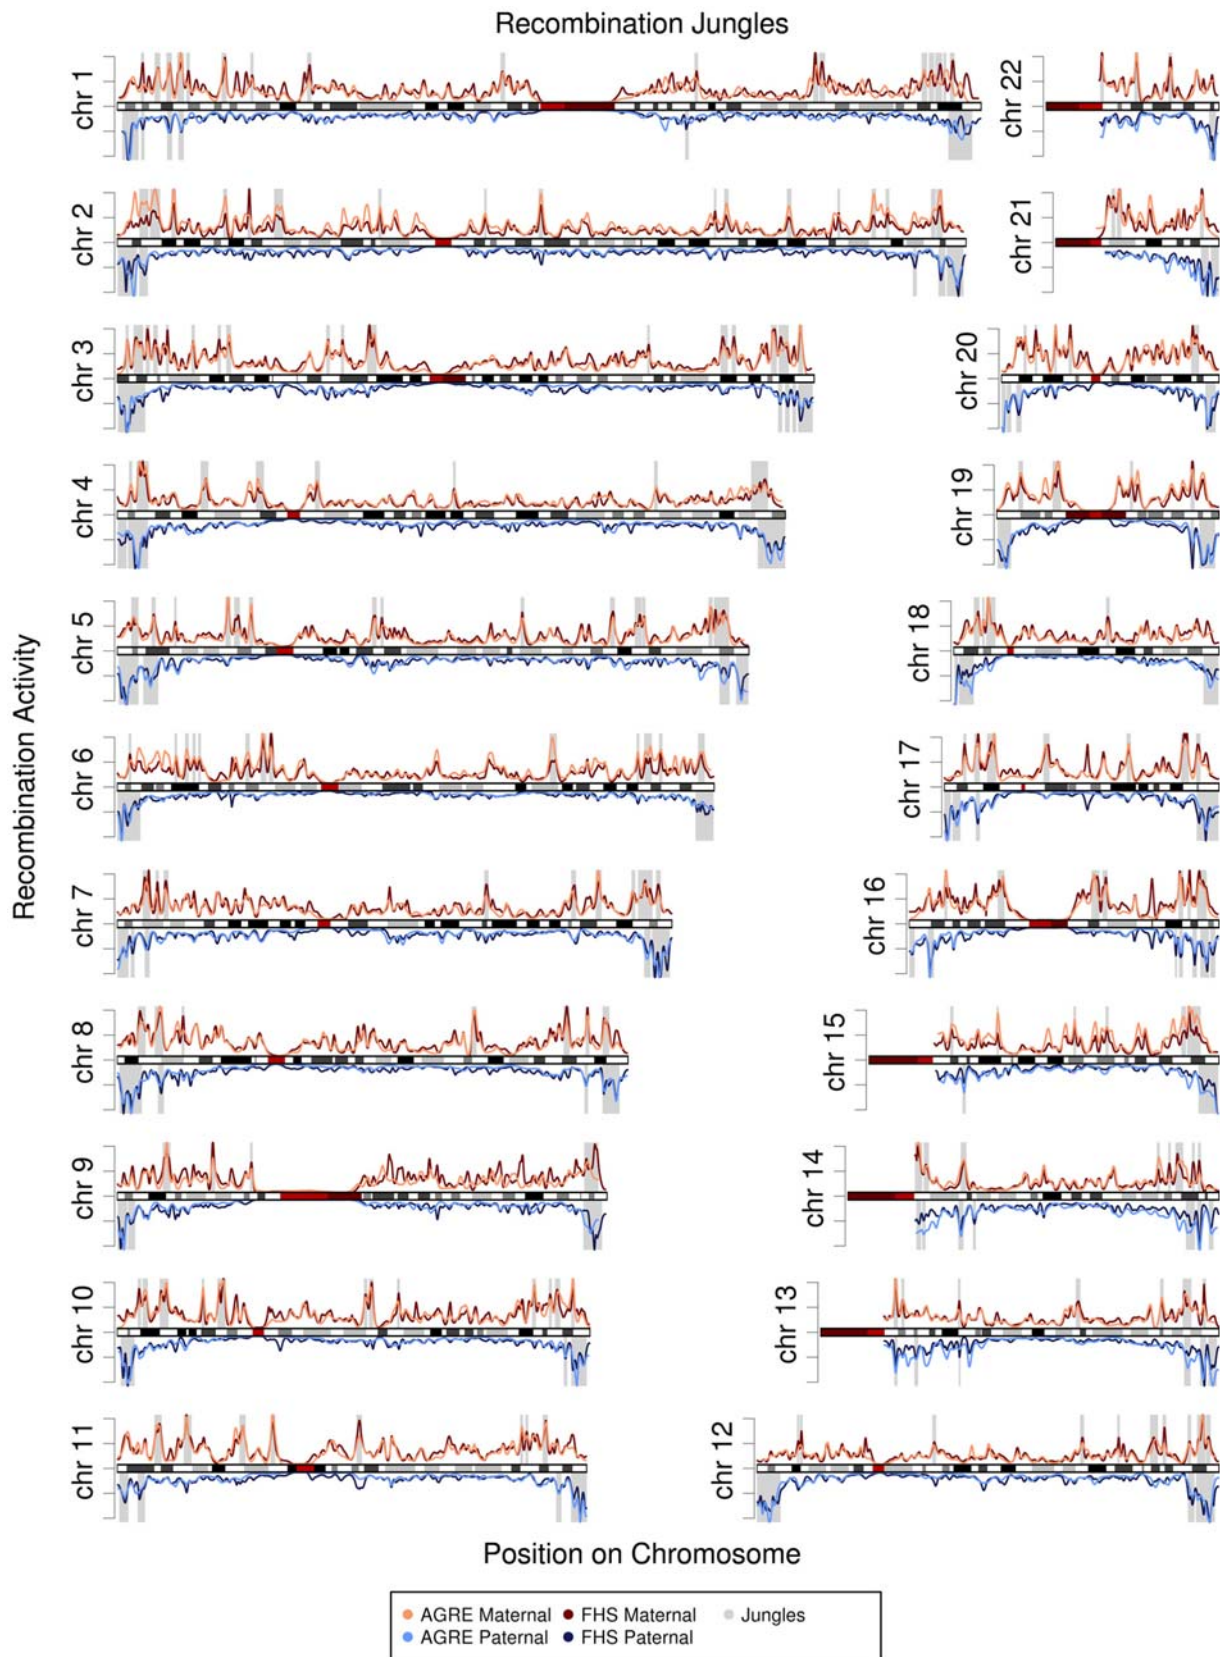 Recombination Jungles
chr 1
chr 22
chr 2
chr 21
chr 3
chr 20
chr 4
chr 19
chr 5
chr 18
chr 6
chr 17
chr 7
chr 16
chr 8
chr 15
chr 9
chr 14
chr 10
chr 13
chr 11
chr 12
Recombination Activity
Position on Chromosome
AGRE Maternal FHS Maternal Jungles
AGRE Paternal FHS Paternal